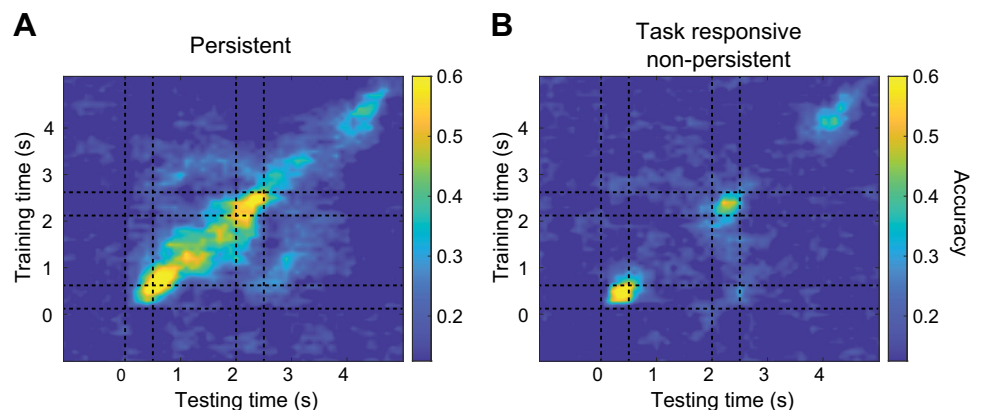 A
Persistent
Training time (s)
4
3
2
1
0
0 1 2 3 4
Testing time (s)
0.6
0.5
0.4
0.3
0.2
B
Task responsive
non-persistent
Training time (s)
4
3
2
1
0
0 1 2 3 4
Testing time (s)
0.6
0.5
0.4
0.3
0.2
Accuracy